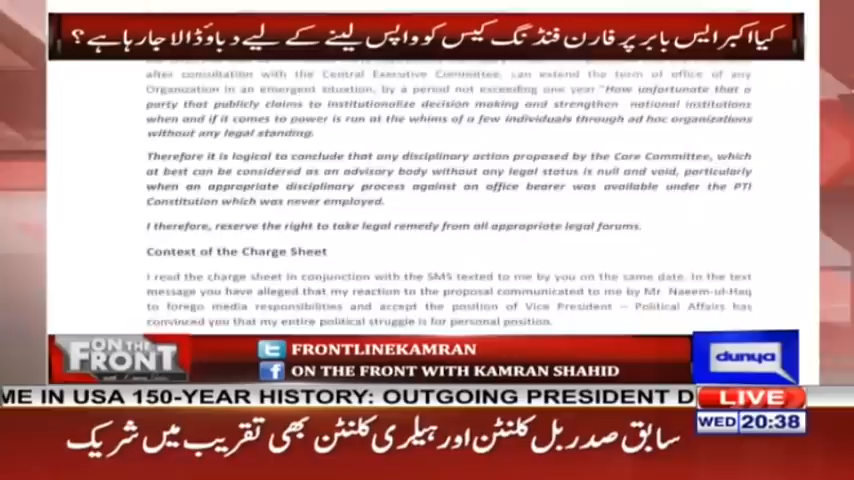 کیا اکبر ایس بابر پر فارن فنڈنگ کیس کو واپس لینے کے لیے دباؤ ڈالا جا رہا ہے؟
after consultation with the Central Executive Committee, can extend the term of office of any
Organization in an emergent situation, by a period not exceeding one year "How unfortunate that a
party that publicly claims to institutionalize decision making and strengthen national institutions
when and if it comes to power is run at the whims of a few individuals through ad hoc organizations
without any legal standing.
Therefore it is logical to conclude that any disciplinary action proposed by the Core Committee, which
at best can be considered as an advisory body without any legal status is null and void, particularly
when an appropriate disciplinary process against an office bearer was available under the PTI
Constitution which was never employed.
I therefore, reserve the right to take legal remedy from all appropriate legal forums.
Context of the Charge Sheet
I read the charge sheet in conjunction with the SMS texted to me by you on the same date. In the text
message you have alleged that my reaction to the proposal communicated to me by Mr. Naeem-ul-Haq
to forego media responsibilities and accept the position of Vice President – Political Affairs has
convinced you that my entire political struggle is for personal position.
ON THE FRONT
FRONTLINEKAMRAN
ON THE FRONT WITH KAMRAN SHAHID
dunya
ME IN USA 150-YEAR HISTORY: OUTGOING PRESIDENT D
LIVE
WED 20:38
سابق صدر بل کلنٹن اور ہیلری کلنٹن بھی تقریب میں شریک